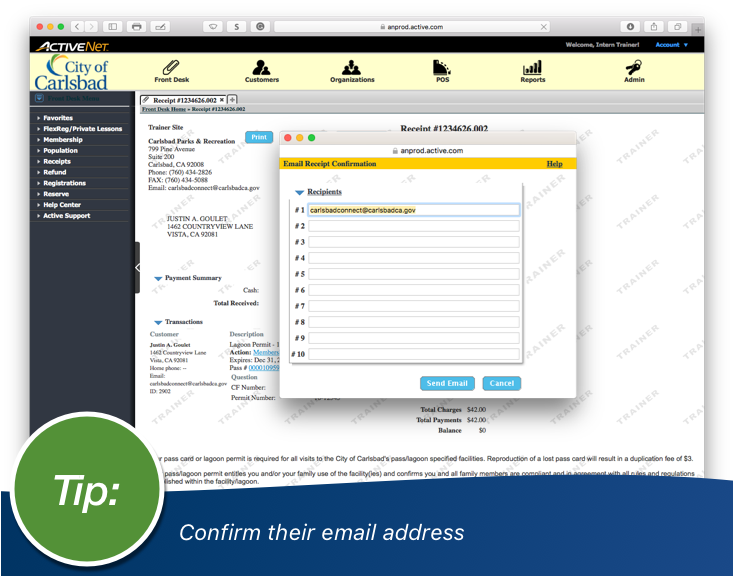 anprod.active.com
ACTIVENet
Welcome, Intern Trainer!
Account
City of
Carlsbad
Front Desk
Customers
Organizations
POS
Reports
Admin
Front Desk Menu
Favorites
FlexReg/Private Lessons
Membership
Population
Receipts
Refund
Registrations
Reserve
Help Center
Active Support
Receipt #1234626.002 ×
Front Desk Home » Receipt #1234626.002
Trainer Site
Carlsbad Parks & Recreation
799 Pine Avenue
Suite 200
Carlsbad, CA 92008
Phone: (760) 434-2826
FAX: (760) 434-5088
Email: carlsbadconnect@carlsbadca.gov
Print
Receipt #1234626.002
JUSTIN A. GOULET
1462 COUNTRYVIEW LANE
VISTA, CA 92081
Payment Summary
Cash:
Total Received:
Transactions
Customer
Description
Justin A. Goulet
1462 Countryview Lane
Vista, CA 92081
Home phone: --
Email:
carlsbadconnect@carlsbadca.gov
ID: 2902
Lagoon Permit - 1
Action: Members
Expires: Dec 31, 2
Pass # (00010959
Question
CF Number:
Permit Number:
anprod.active.com
Email Receipt Confirmation
Help
Recipients
# 1 carlsbadconnect@carlsbadca.gov
# 2
# 3
# 4
# 5
# 6
# 7
# 8
# 9
# 10
Send Email
Cancel
Total Charges $42.00
Total Payments $42.00
Balance $0
r pass card or lagoon permit is required for all visits to the City of Carlsbad's pass/lagoon specified facilities. Reproduction of a lost pass card will result in a duplication fee of $3.
pass/lagoon permit entitles you and/or your family use of the facility(ies) and confirms you and all family members are compliant and in agreement with all rules and regulations
lished within the facility/lagoon.
TRAINER
Tip:
Confirm their email address